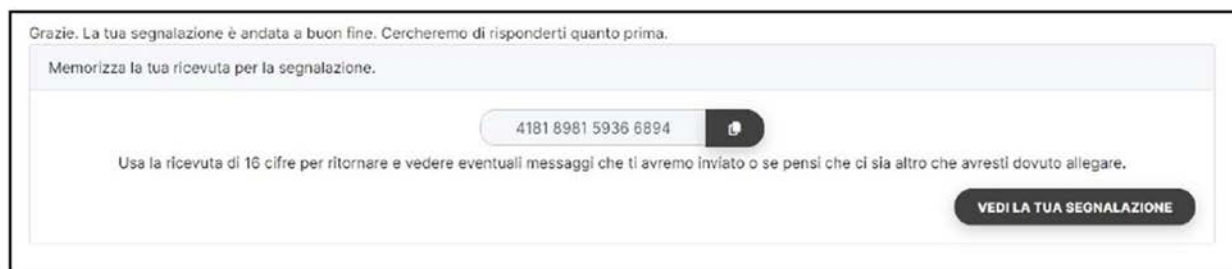 Grazie. La tua segnalazione è andata a buon fine. Cercheremo di risponderti quanto prima.
Memorizza la tua ricevuta per la segnalazione.
4181 8981 5936 6894
Usa la ricevuta di 16 cifre per ritornare e vedere eventuali messaggi che ti avremo inviato o se pensi che ci sia altro che avresti dovuto allegare.
VEDI LA TUA SEGNALAZIONE